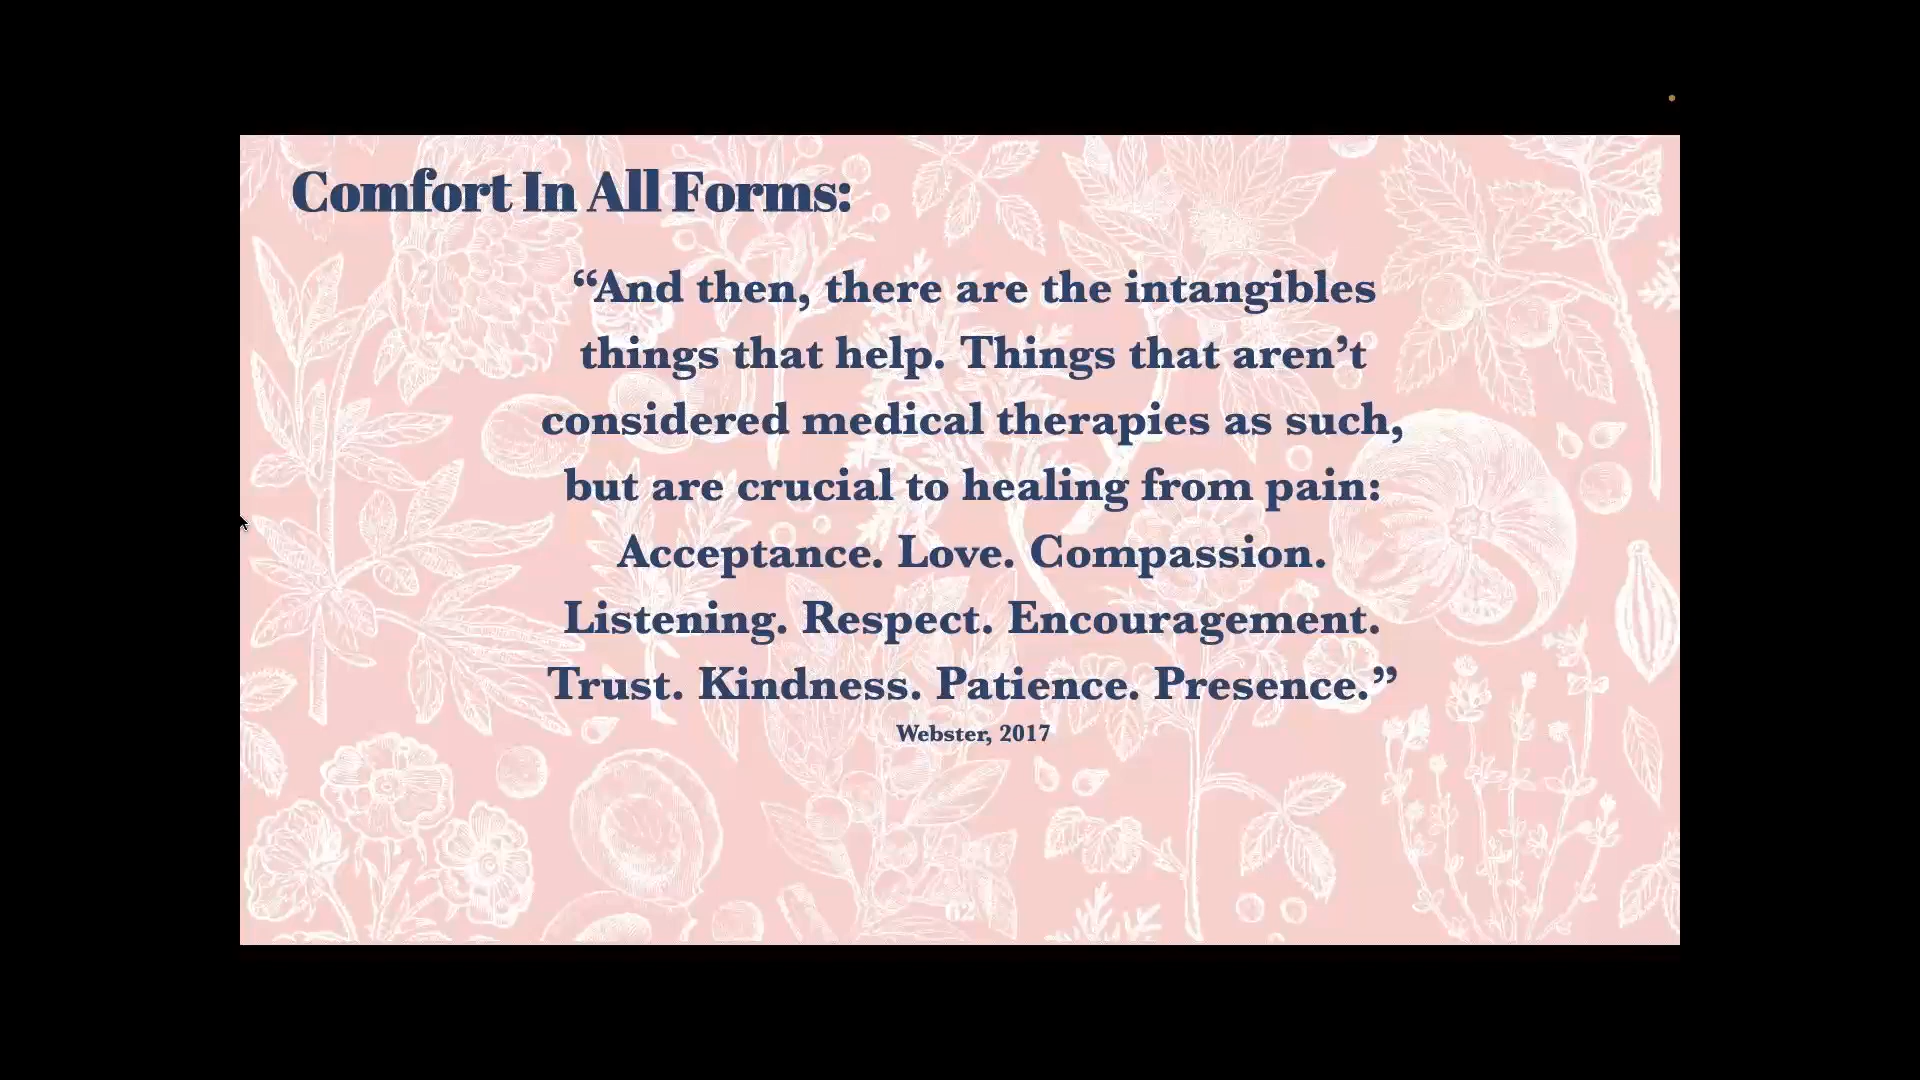 Comfort In All Forms:
“And then, there are the intangibles
things that help. Things that aren’t
considered medical therapies as such,
but are crucial to healing from pain:
Acceptance. Love. Compassion.
Listening. Respect. Encouragement.
Trust. Kindness. Patience. Presence.”
Webster, 2017
62